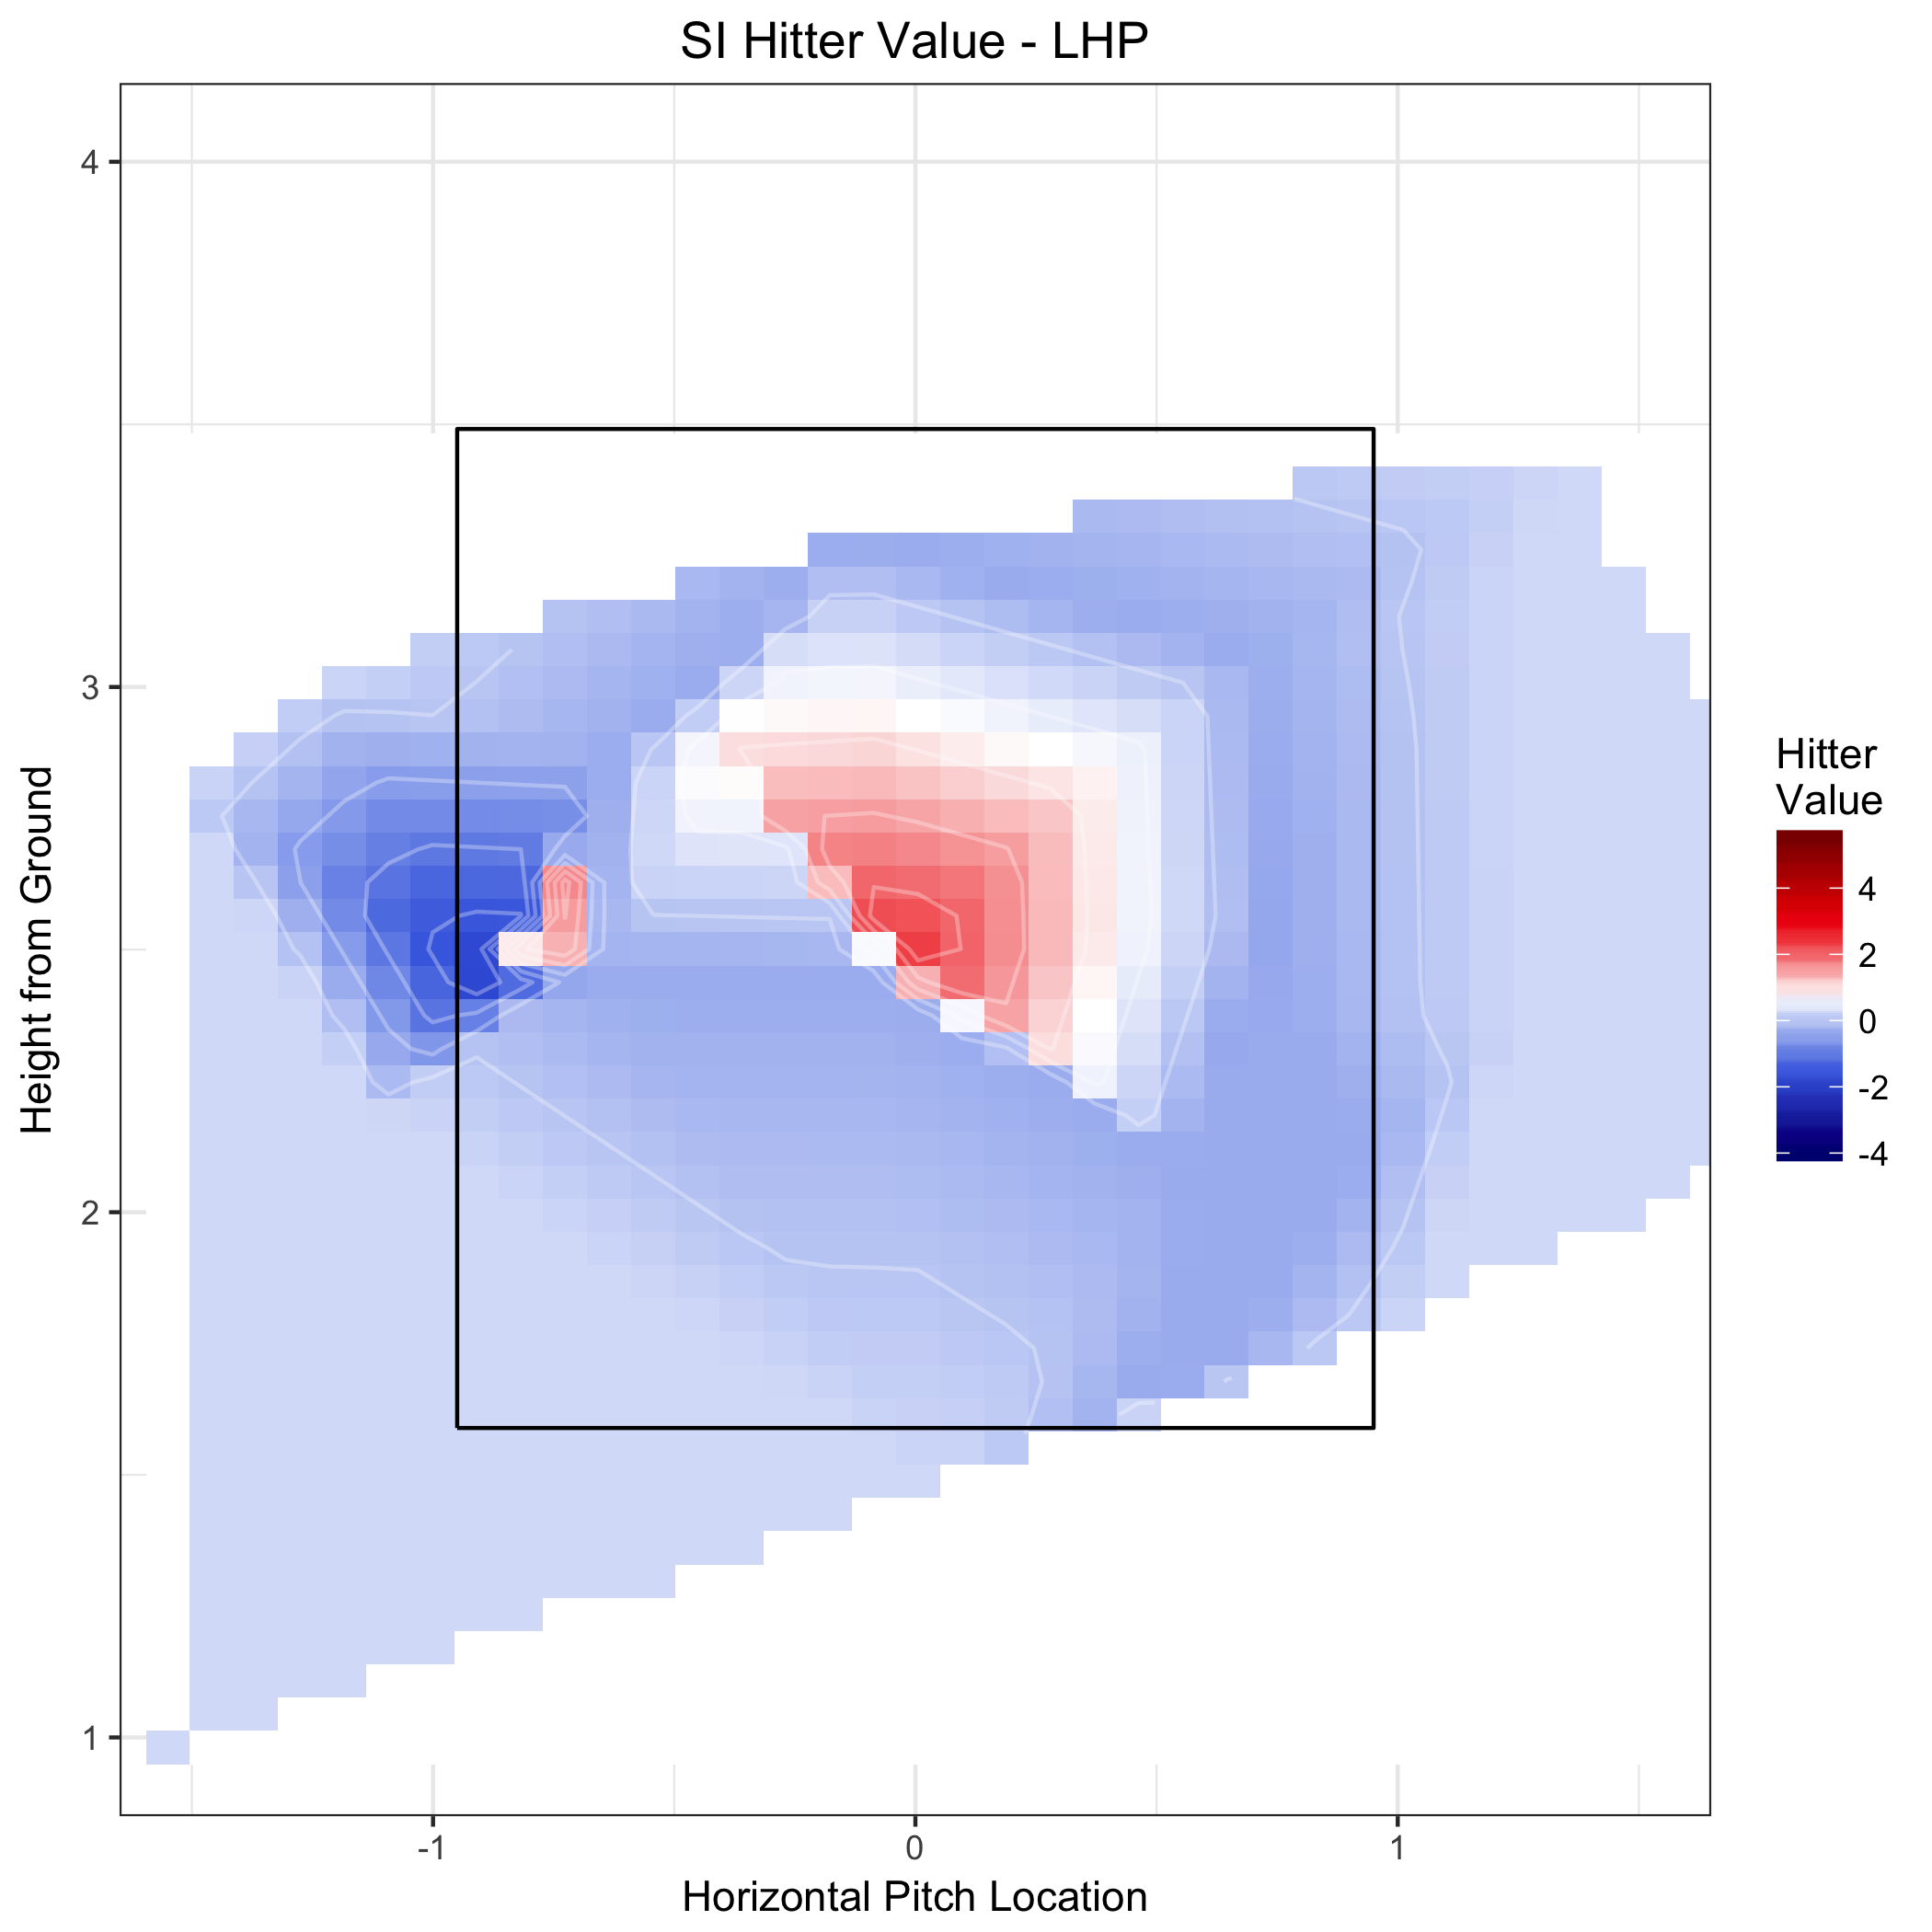 SI Hitter Value - LHP
4
3
2
1
Height from Ground
-1
0
1
Horizontal Pitch Location
Hitter
Value
4
2
0
-2
-4